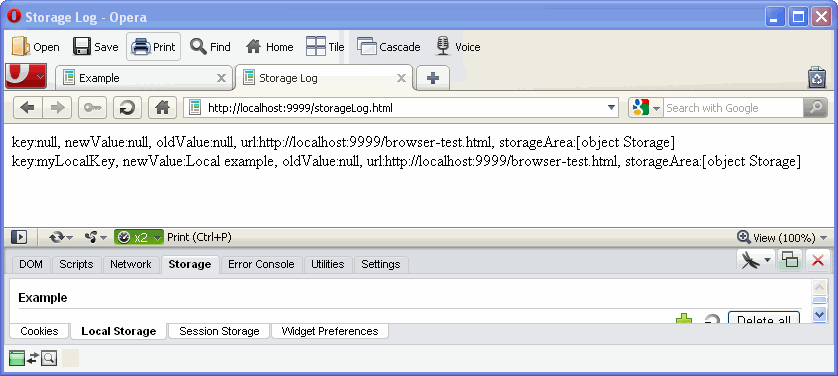 Storage Log - Opera
Open Save Print Find Home Tile Cascade Voice
Example Storage Log
http://localhost:9999/storageLog.html Search with Google
key:null, newValue:null, oldValue:null, url:http://localhost:9999/browser-test.html, storageArea:[object Storage]
key:myLocalKey, newValue:Local example, oldValue:null, url:http://localhost:9999/browser-test.html, storageArea:[object Storage]
x2 Print (Ctrl+P) View (100%)
DOM Scripts Network Storage Error Console Utilities Settings
Example
Delete all
Cookies Local Storage Session Storage Widget Preferences